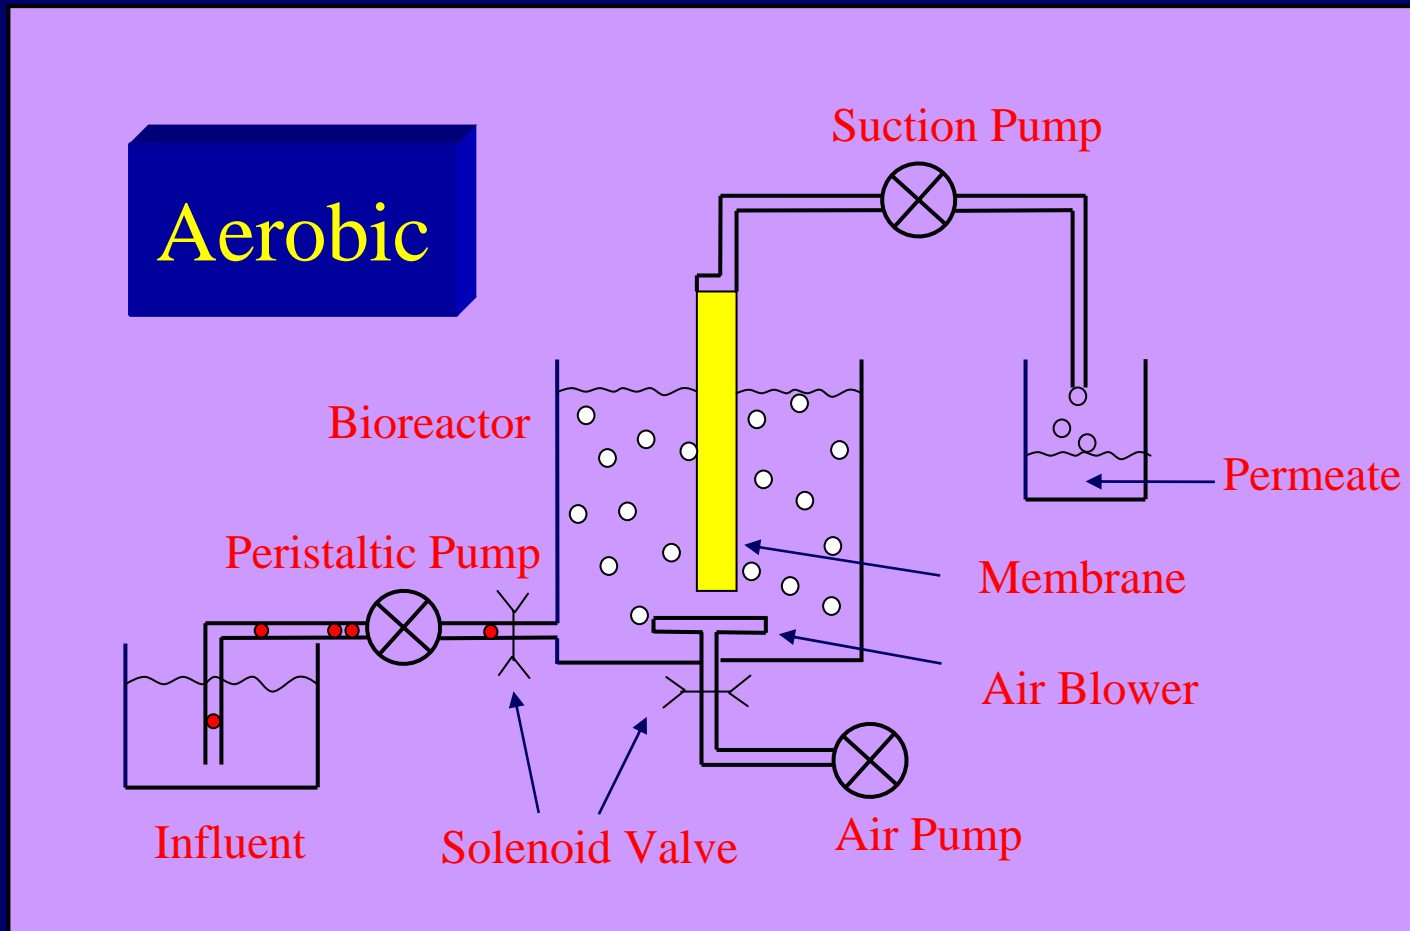 Aerobic
Suction Pump
Bioreactor
Permeate
Peristaltic Pump
Membrane
Air Blower
Influent
Solenoid Valve
Air Pump